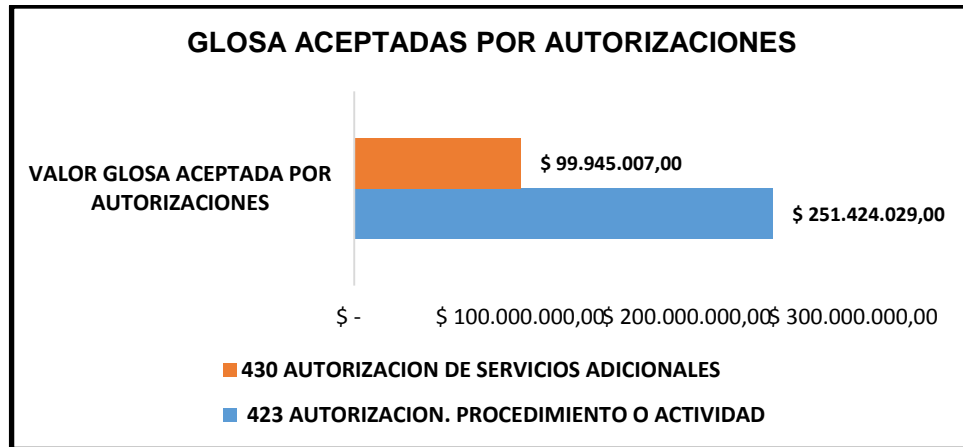 GLOSA ACEPTADAS POR AUTORIZACIONES
VALOR GLOSA ACEPTADA POR
AUTORIZACIONES
$ 99.945.007,00
$ 251.424.029,00
$ - $ 100.000.000,00 $ 200.000.000,00 $ 300.000.000,00
430 AUTORIZACION DE SERVICIOS ADICIONALES
423 AUTORIZACION. PROCEDIMIENTO O ACTIVIDAD